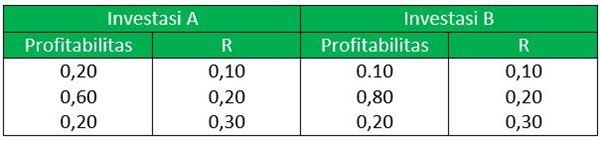 Investasi A Investasi B
Profitabilitas R Profitabilitas R
0,20 0,10 0.10 0,10
0,60 0,20 0,80 0,20
0,20 0,30 0,20 0,30